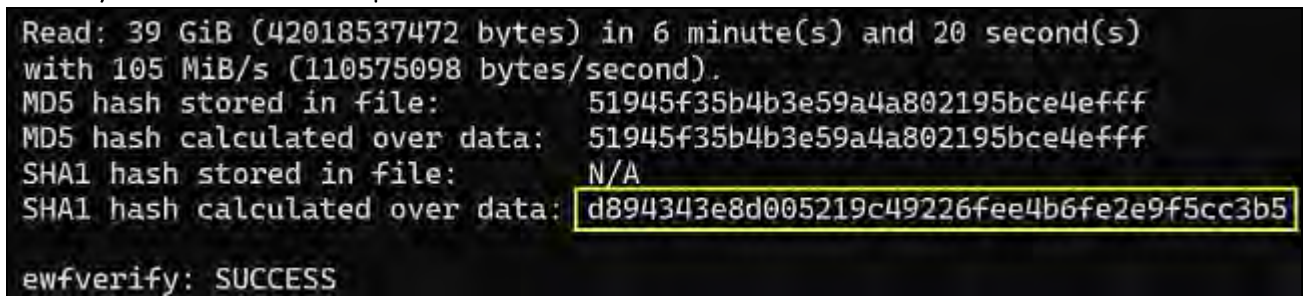 Read: 39 GiB (42018537472 bytes) in 6 minute(s) and 20 second(s)
with 105 MiB/s (110575098 bytes/second).
MD5 hash stored in file: 51945f35b4b3e59a4a802195bce4efff
MD5 hash calculated over data: 51945f35b4b3e59a4a802195bce4efff
SHA1 hash stored in file: N/A
SHA1 hash calculated over data: d894343e8d005219c49226fee4b6fe2e9f5cc3b5
ewfverify: SUCCESS